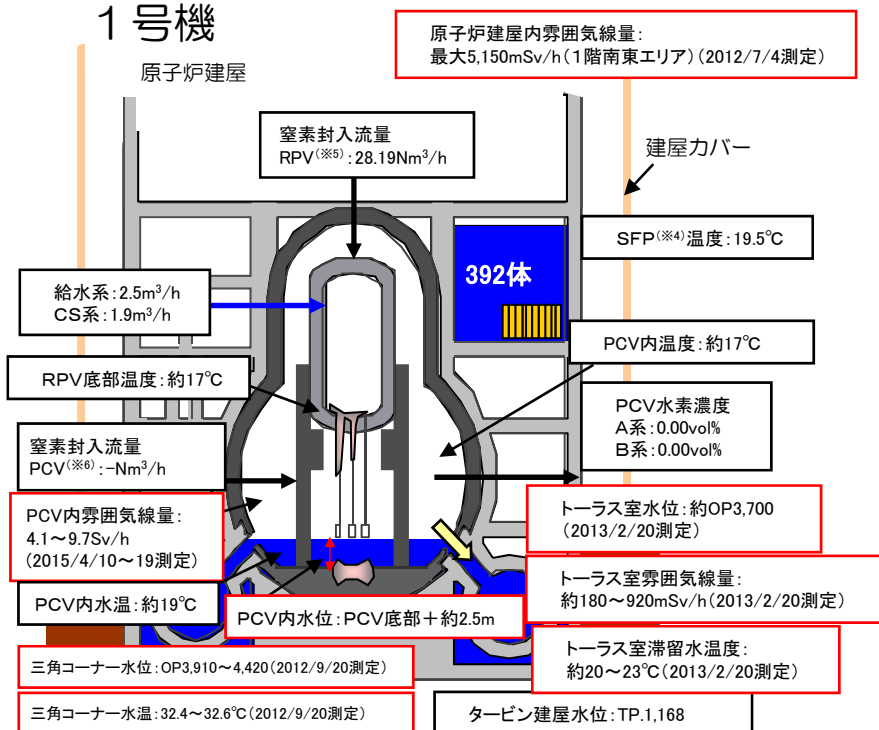 1号機
原子炉建屋内雰囲気線量:
最大5,150mSv/h(1階南東エリア)(2012/7/4測定)
原子炉建屋
窒素封入流量
RPV(※5):28.19Nm3/h
建屋カバー
SFP(※4)温度:19.5℃
392体
給水系:2.5m3/h
CS系:1.9m3/h
PCV内温度:約17℃
RPV底部温度:約17℃
PCV水素濃度
A系:0.00vol%
B系:0.00vol%
窒素封入流量
PCV(※6):-Nm3/h
PCV内雰囲気線量:
4.1~9.7Sv/h
(2015/4/10~19測定)
トーラス室水位:約OP3,700
(2013/2/20測定)
トーラス室雰囲気線量:
約180~920mSv/h(2013/2/20測定)
PCV内水温:約19℃
PCV内水位:PCV底部+約2.5m
トーラス室滞留水温度:
約20~23℃(2013/2/20測定)
三角コーナー水位:OP3,910~4,420(2012/9/20測定)
三角コーナー水温:32.4~32.6℃(2012/9/20測定)
タービン建屋水位:TP.1,168